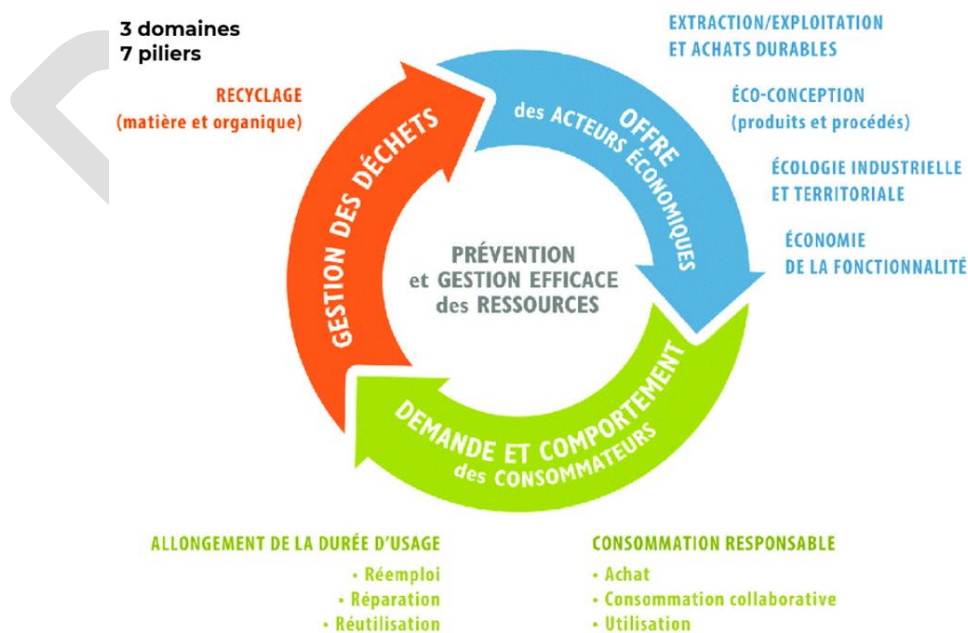 3 domaines
7 piliers
EXTRACTION/EXPLOITATION
ET ACHATS DURABLES
RECYCLAGE
(matière et organique)
ÉCO-CONCEPTION
(produits et procédés)
ÉCOLOGIE INDUSTRIELLE
ET TERRITORIALE
ÉCONOMIE
DE LA FONCTIONNALITÉ
OFFRE
des ACTEURS ÉCONOMIQUES
GESTION DES DÉCHETS
PRÉVENTION
et GESTION EFFICACE
des RESSOURCES
DEMANDE ET COMPORTEMENT
des CONSOMMATEURS
ALLONGEMENT DE LA DURÉE D'USAGE
• Réemploi
• Réparation
• Réutilisation
CONSOMMATION RESPONSABLE
• Achat
• Consommation collaborative
• Utilisation